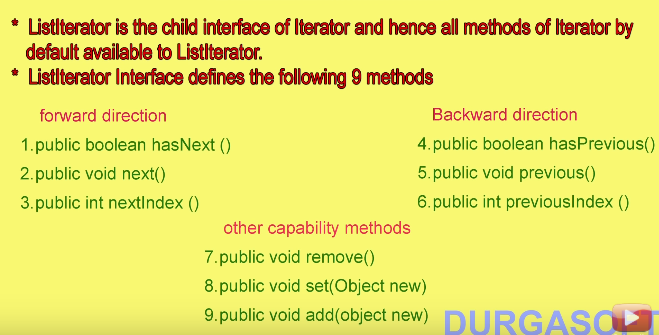 * ListIterator is the child interface of Iterator and hence all methods of Iterator by
default available to ListIterator.
* ListIterator Interface defines the following 9 methods
forward direction
1.public boolean hasNext ()
2.public void next()
3.public int nextIndex ()
Backward direction
4.public boolean hasPrevious()
5.public void previous()
6.public int previousIndex ()
other capability methods
7.public void remove()
8.public void set(Object new)
9.public void add(object new)
DURGASOFT